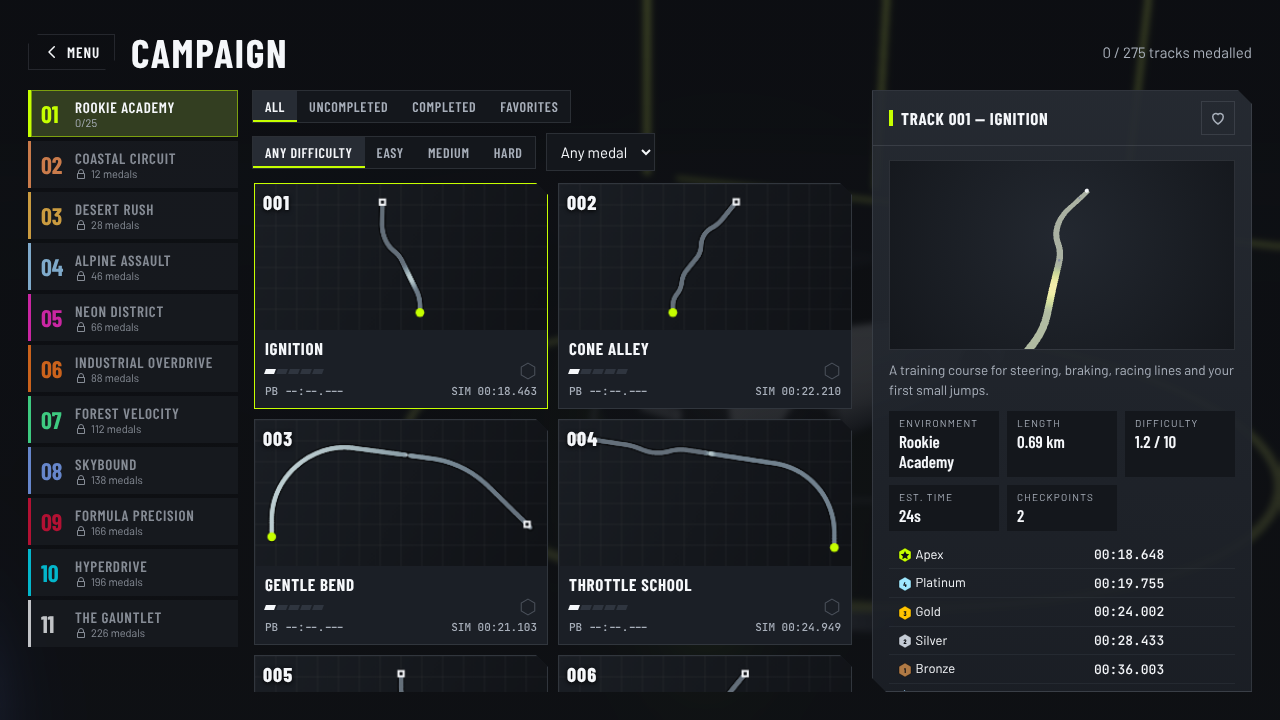 MENU
CAMPAIGN
0 / 275 tracks medalled
01
ROOKIE ACADEMY
0/25
02
COASTAL CIRCUIT
12 medals
03
DESERT RUSH
28 medals
04
ALPINE ASSAULT
46 medals
05
NEON DISTRICT
66 medals
06
INDUSTRIAL OVERDRIVE
88 medals
07
FOREST VELOCITY
112 medals
08
SKYBOUND
138 medals
09
FORMULA PRECISION
166 medals
10
HYPERDRIVE
196 medals
11
THE GAUNTLET
226 medals
ALL UNCOMPLETED COMPLETED FAVORITES
ANY DIFFICULTY EASY MEDIUM HARD
Any medal
001
IGNITION
PB --:--.--- SIM 00:18.463
002
CONE ALLEY
PB --:--.--- SIM 00:22.210
003
GENTLE BEND
PB --:--.--- SIM 00:21.103
004
THROTTLE SCHOOL
PB --:--.--- SIM 00:24.949
005
006
TRACK 001 — IGNITION
A training course for steering, braking, racing lines and your
first small jumps.
ENVIRONMENT
Rookie
Academy
LENGTH
0.69 km
DIFFICULTY
1.2 / 10
EST. TIME
24s
CHECKPOINTS
2
Apex 00:18.648
Platinum 00:19.755
Gold 00:24.002
Silver 00:28.433
Bronze 00:36.003